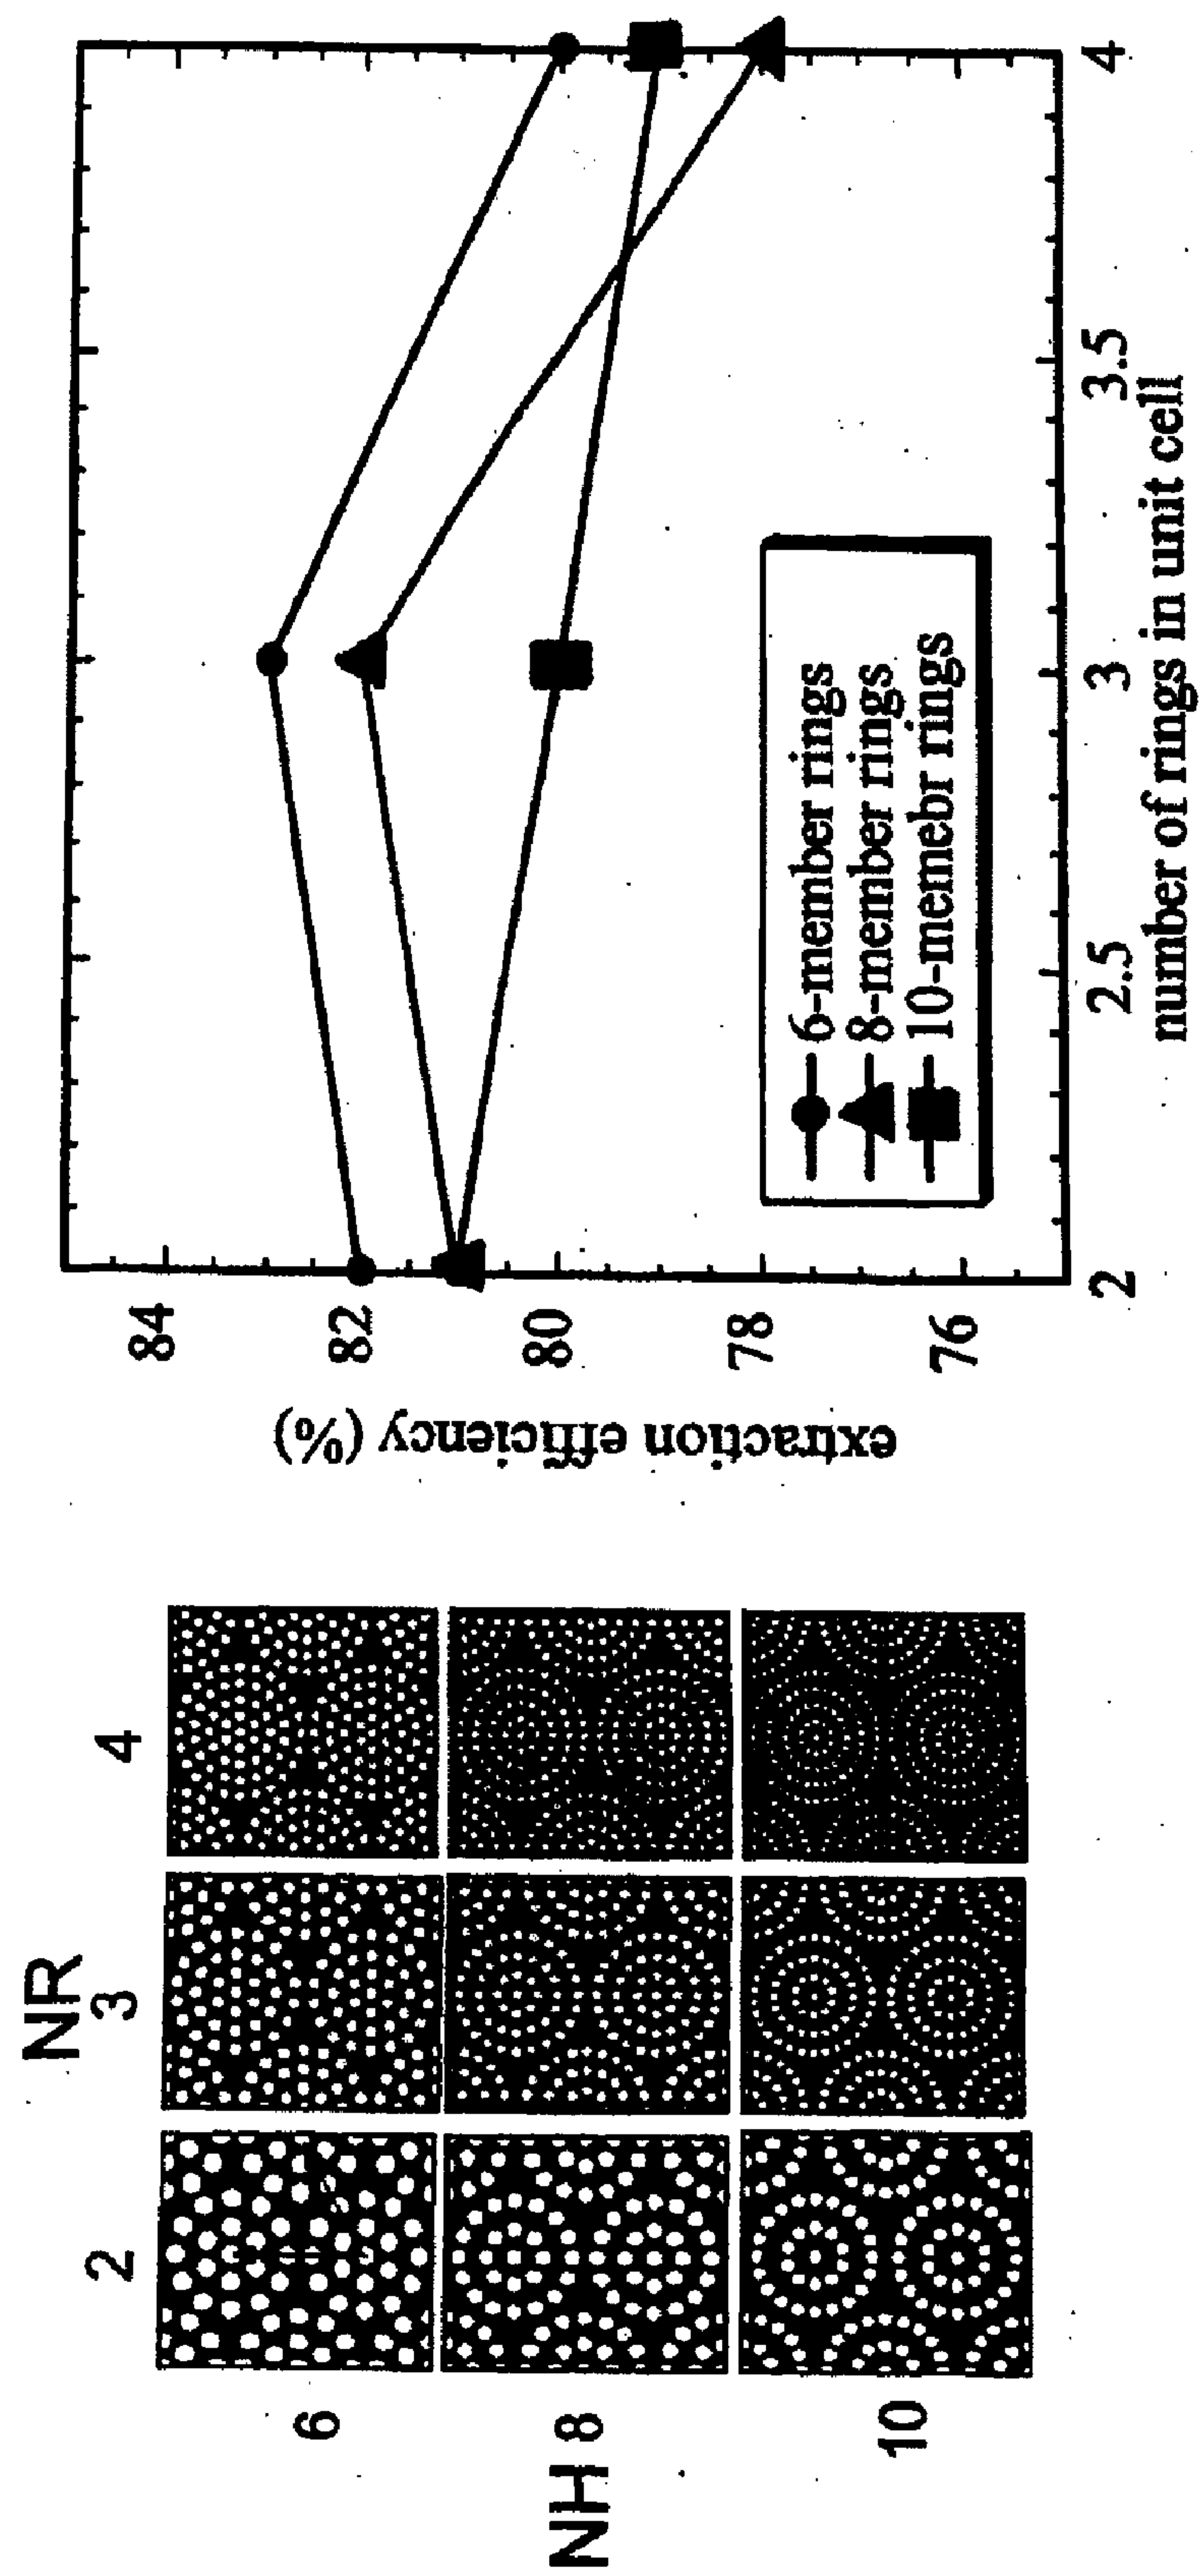 NR
2 3 4
6
NH 8
10
extraction efficiency (%)
84
82
80
78
76
6-member rings
8-member rings
10-memebr rings
2 2.5 3 3.5 4
number of rings in unit cell